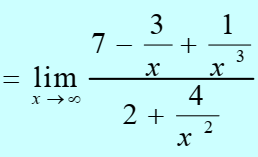 = lim x → ∞ (7 − 3/x + 1/x³) / (2 + 4/x²)